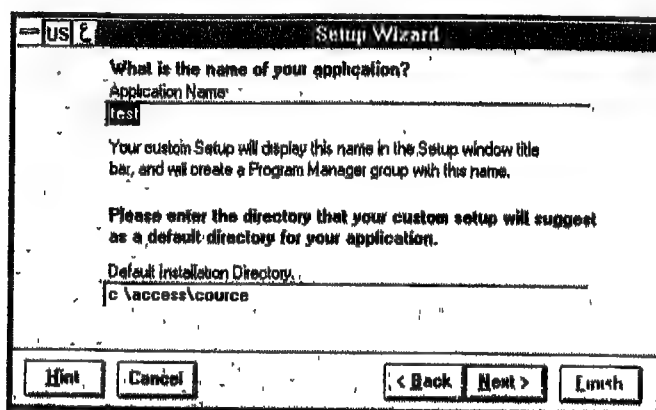 US ع Setup Wizard
What is the name of your application?
Application Name
test
Your custom Setup will display this name in the Setup window title
bar, and will create a Program Manager group with this name.
Please enter the directory that your custom setup will suggest
as a default directory for your application.
Default Installation Directory
c \access\cource
Hint Cancel < Back Next > Finish